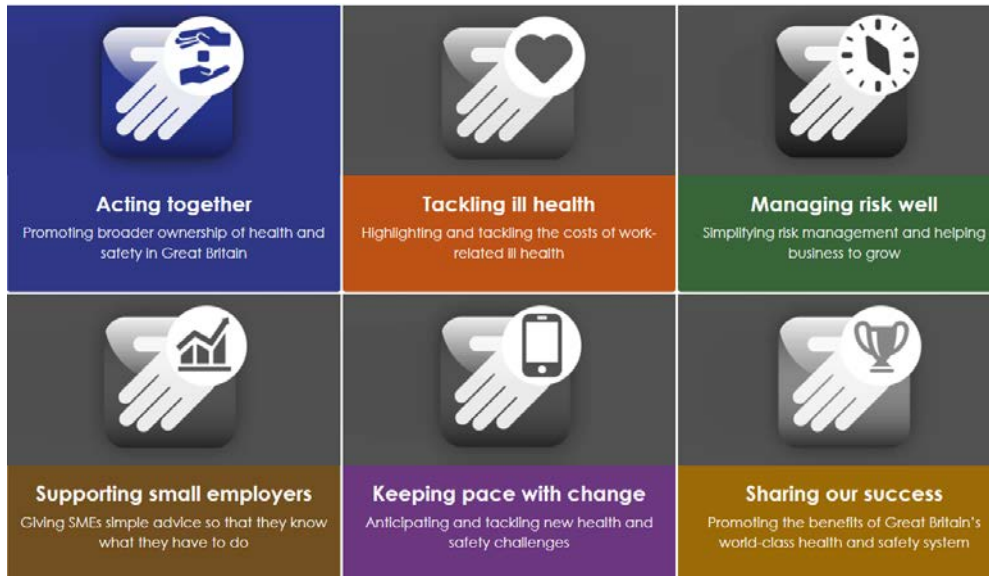 Acting together
Promoting broader ownership of health and
safety in Great Britain
Tackling ill health
Highlighting and tackling the costs of work-
related ill health
Managing risk well
Simplifying risk management and helping
business to grow
Supporting small employers
Giving SMEs simple advice so that they know
what they have to do
Keeping pace with change
Anticipating and tackling new health and
safety challenges
Sharing our success
Promoting the benefits of Great Britain's
world-class health and safety system